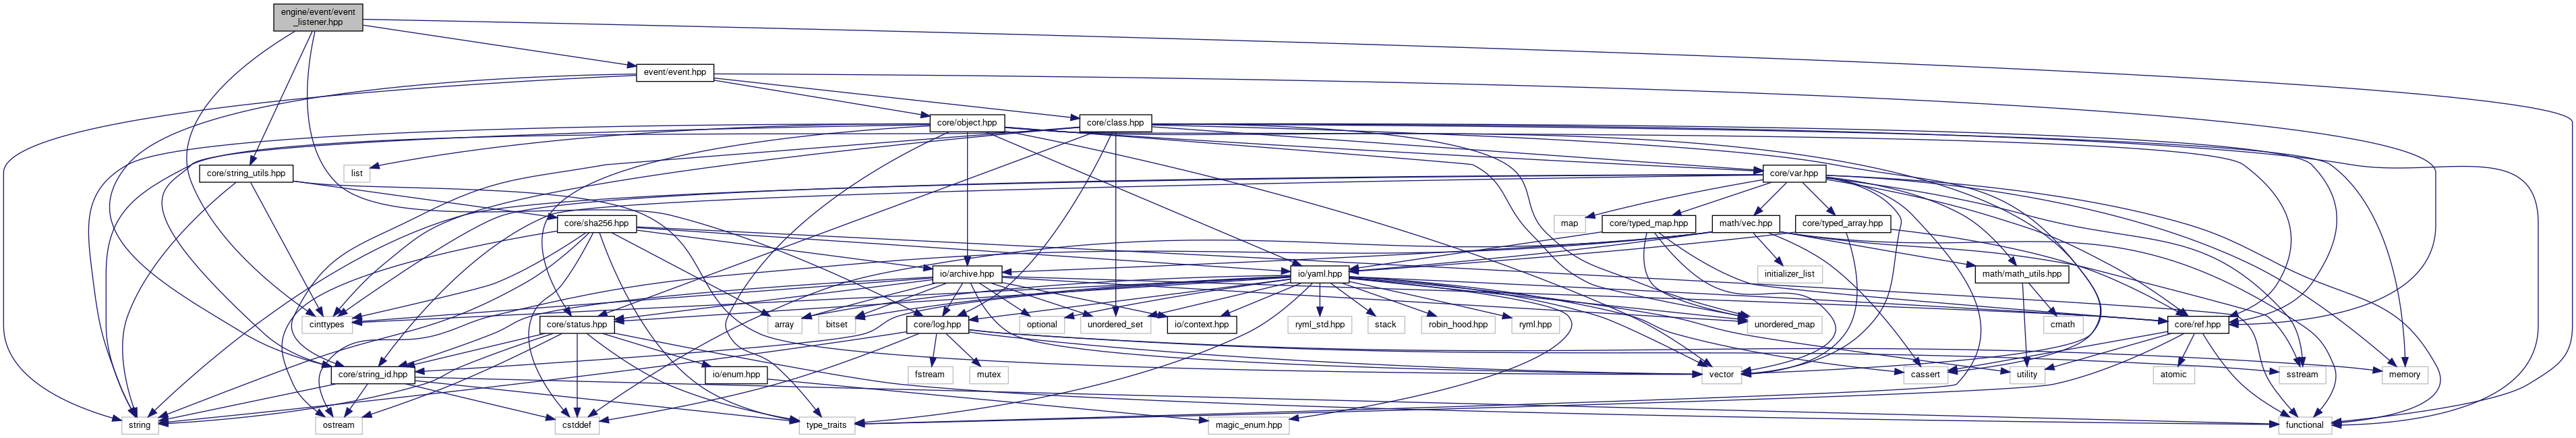 engine/event/event
_listener.hpp
event/event.hpp
core/object.hpp
core/class.hpp
core/string_utils.hpp
list
core/var.hpp
core/sha256.hpp
map
core/typed_map.hpp
math/vec.hpp
core/typed_array.hpp
io/archive.hpp
io/yaml.hpp
initializer_list
math/math_utils.hpp
cinttypes
core/status.hpp
array
bitset
core/log.hpp
optional
unordered_set
io/context.hpp
ryml_std.hpp
stack
robin_hood.hpp
ryml.hpp
unordered_map
cmath
core/ref.hpp
core/string_id.hpp
io/enum.hpp
fstream
mutex
vector
cassert
utility
atomic
sstream
memory
string
ostream
cstddef
type_traits
magic_enum.hpp
functional